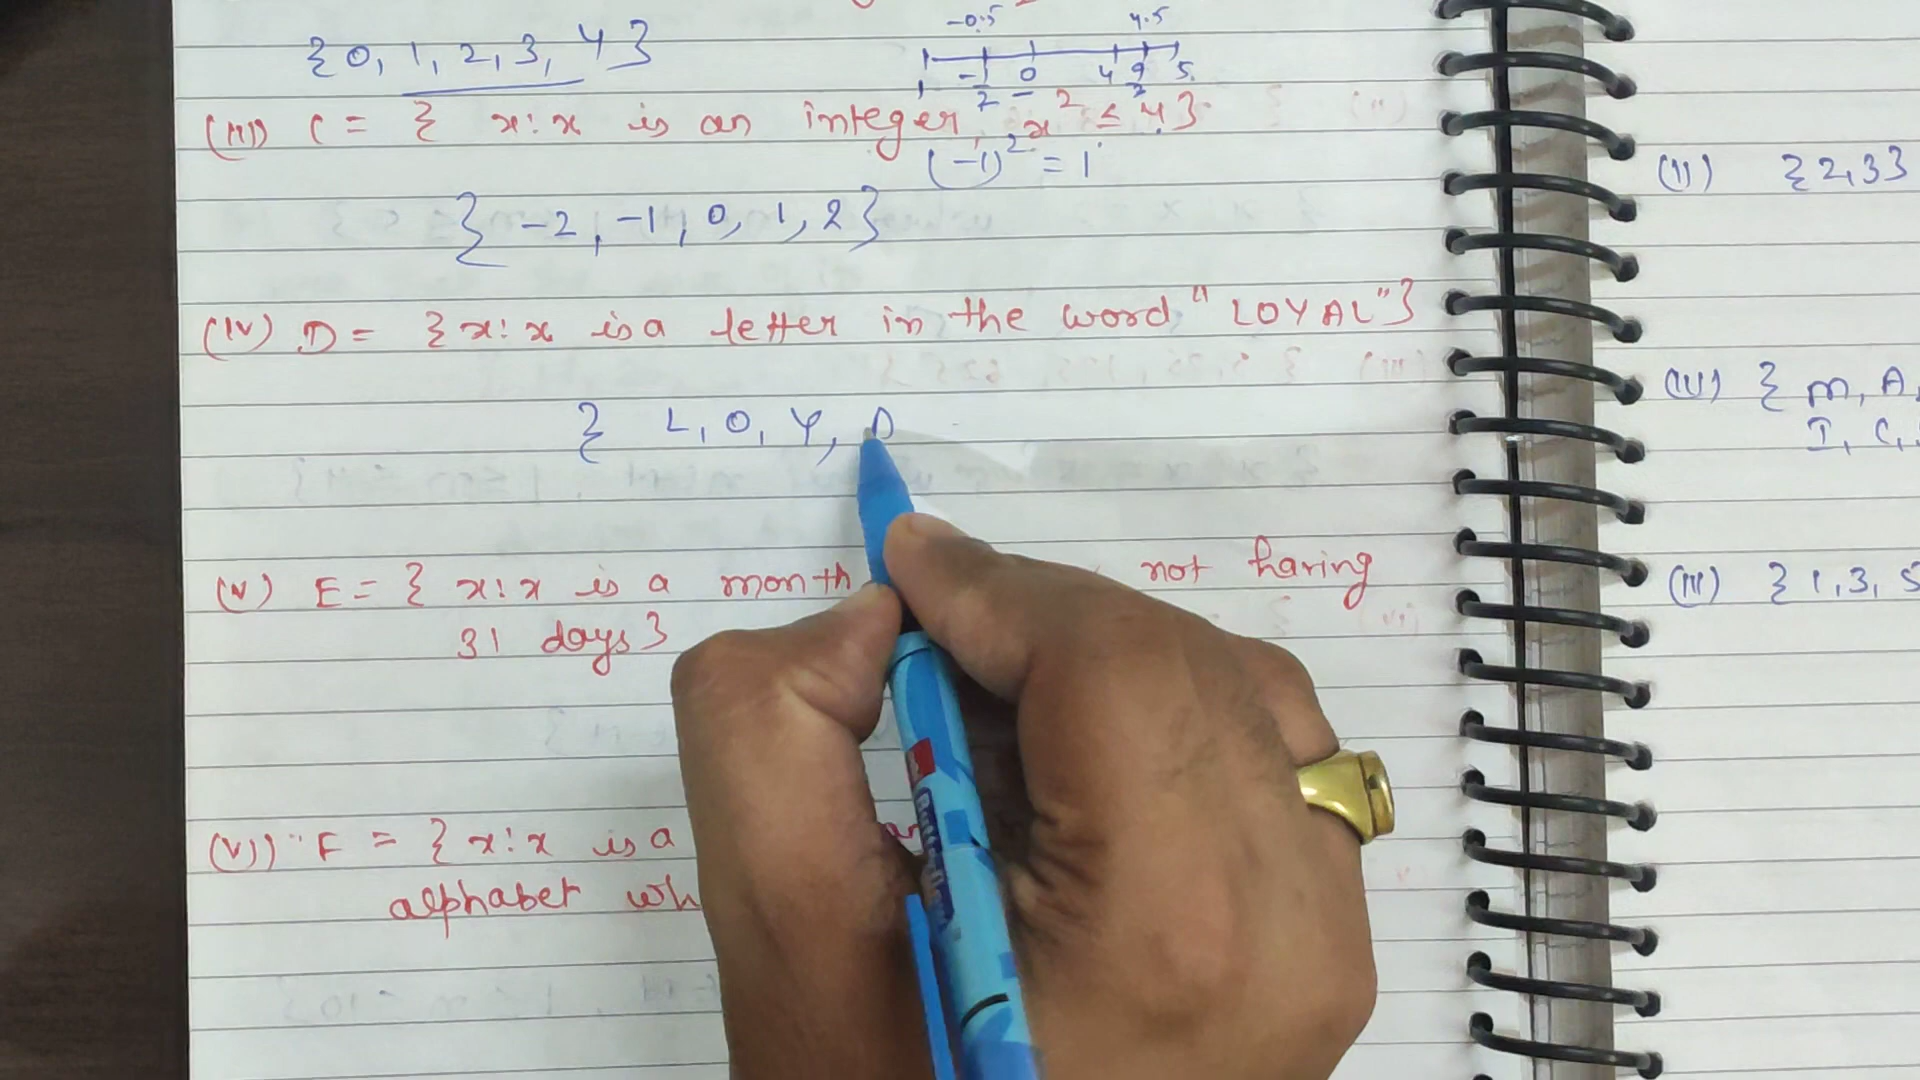 -0.5 4.5
{0, 1, 2, 3, 4}
-1 0 4 9 5
2 2
(III) C = { x : x is an integer, x² ≤ 4}
(-1)² = 1
{ -2, -1, 0, 1, 2}
(IV) D = { x : x is a letter in the word "LOYAL"}
{ L, O, Y, A
(V) E = { x : x is a month not having
31 days}
(VI) F = { x : x is a
alphabet wh
(II) {2,3}
(IV) { M, A,
I, C,
(III) {1, 3, 5